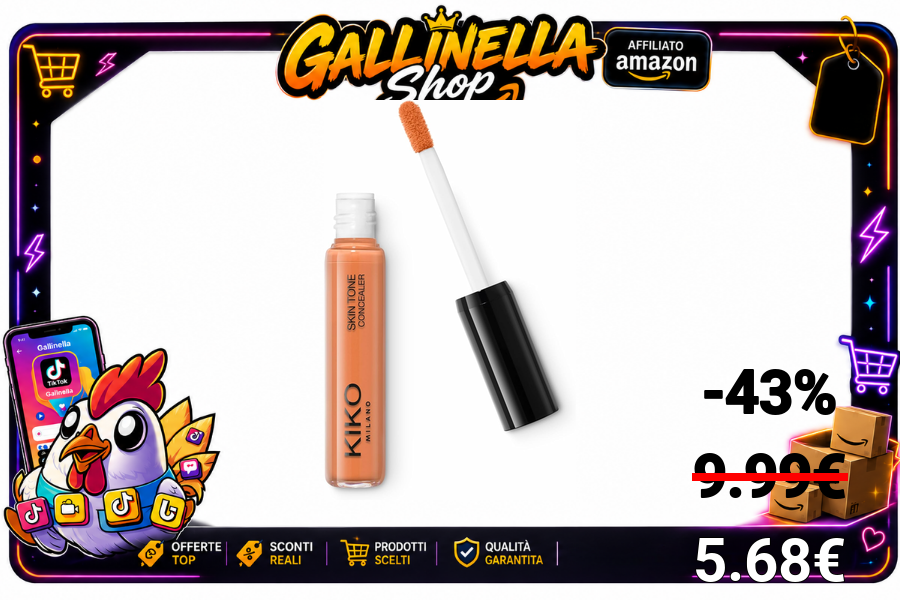 GALLINELLA
Shop
AFFILIATO
amazon
SKIN TONE
CONCEALER
KIKO
MILANO
Gallinella
TikTok
Gallinella
-43%
9.99€
5.68€
OFFERTE
TOP
SCONTI
REALI
PRODOTTI
SCELTI
QUALITÀ
GARANTITA